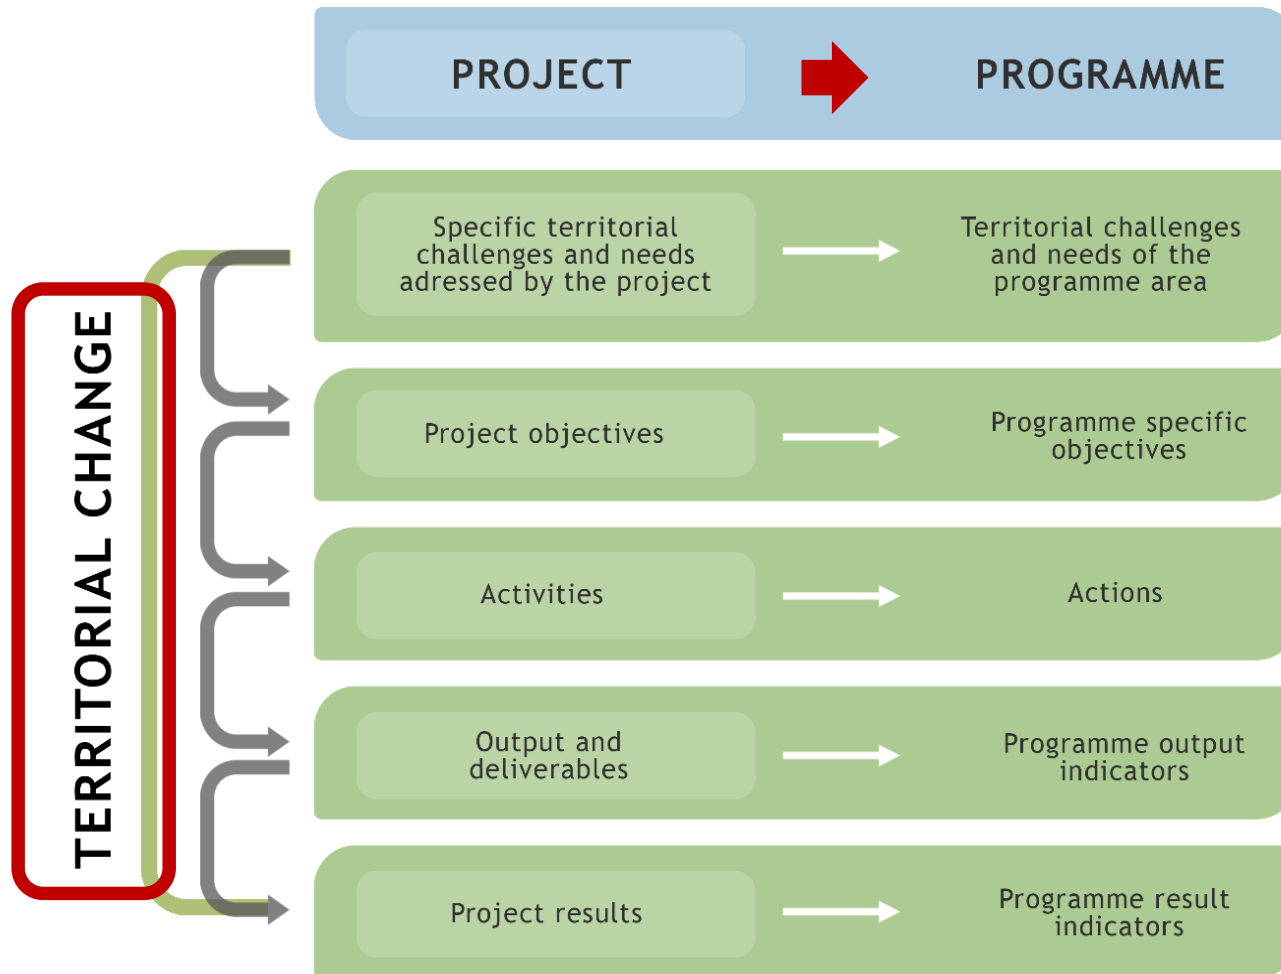 PROJECT
PROGRAMME
TERRITORIAL CHANGE
Specific territorial
challenges and needs
adressed by the project
Territorial challenges
and needs of the
programme area
Project objectives
Programme specific
objectives
Activities
Actions
Output and
deliverables
Programme output
indicators
Project results
Programme result
indicators